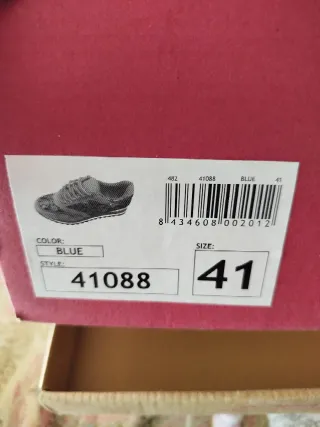 482 41088 BLUE 41
8 434608 002012
COLOR:
BLUE
STYLE:
41088
SIZE:
41